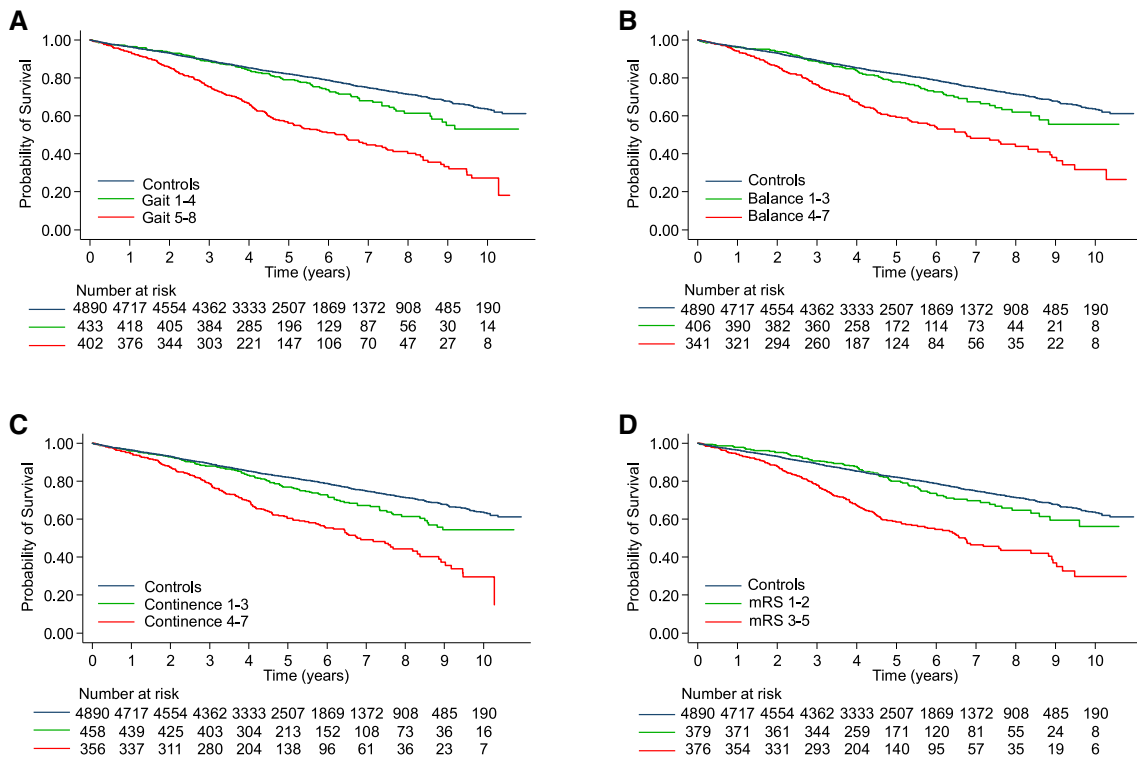 A
Probability of Survival
1.00
0.80
0.60
0.40
0.20
0.00
Controls
Gait 1-4
Gait 5-8
0 1 2 3 4 5 6 7 8 9 10
Time (years)
Number at risk
4890 4717 4554 4362 3333 2507 1869 1372 908 485 190
433 418 405 384 285 196 129 87 56 30 14
402 376 344 303 221 147 106 70 47 27 8
B
Probability of Survival
1.00
0.80
0.60
0.40
0.20
0.00
Controls
Balance 1-3
Balance 4-7
0 1 2 3 4 5 6 7 8 9 10
Time (years)
Number at risk
4890 4717 4554 4362 3333 2507 1869 1372 908 485 190
406 390 382 360 258 172 114 73 44 21 8
341 321 294 260 187 124 84 56 35 22 8
C
Probability of Survival
1.00
0.80
0.60
0.40
0.20
0.00
Controls
Continence 1-3
Continence 4-7
0 1 2 3 4 5 6 7 8 9 10
Time (years)
Number at risk
4890 4717 4554 4362 3333 2507 1869 1372 908 485 190
458 439 425 403 304 213 152 108 73 36 16
356 337 311 280 204 138 96 61 36 23 7
D
Probability of Survival
1.00
0.80
0.60
0.40
0.20
0.00
Controls
mRS 1-2
mRS 3-5
0 1 2 3 4 5 6 7 8 9 10
Time (years)
Number at risk
4890 4717 4554 4362 3333 2507 1869 1372 908 485 190
379 371 361 344 259 171 120 81 55 24 8
376 354 331 293 204 140 95 57 35 19 6